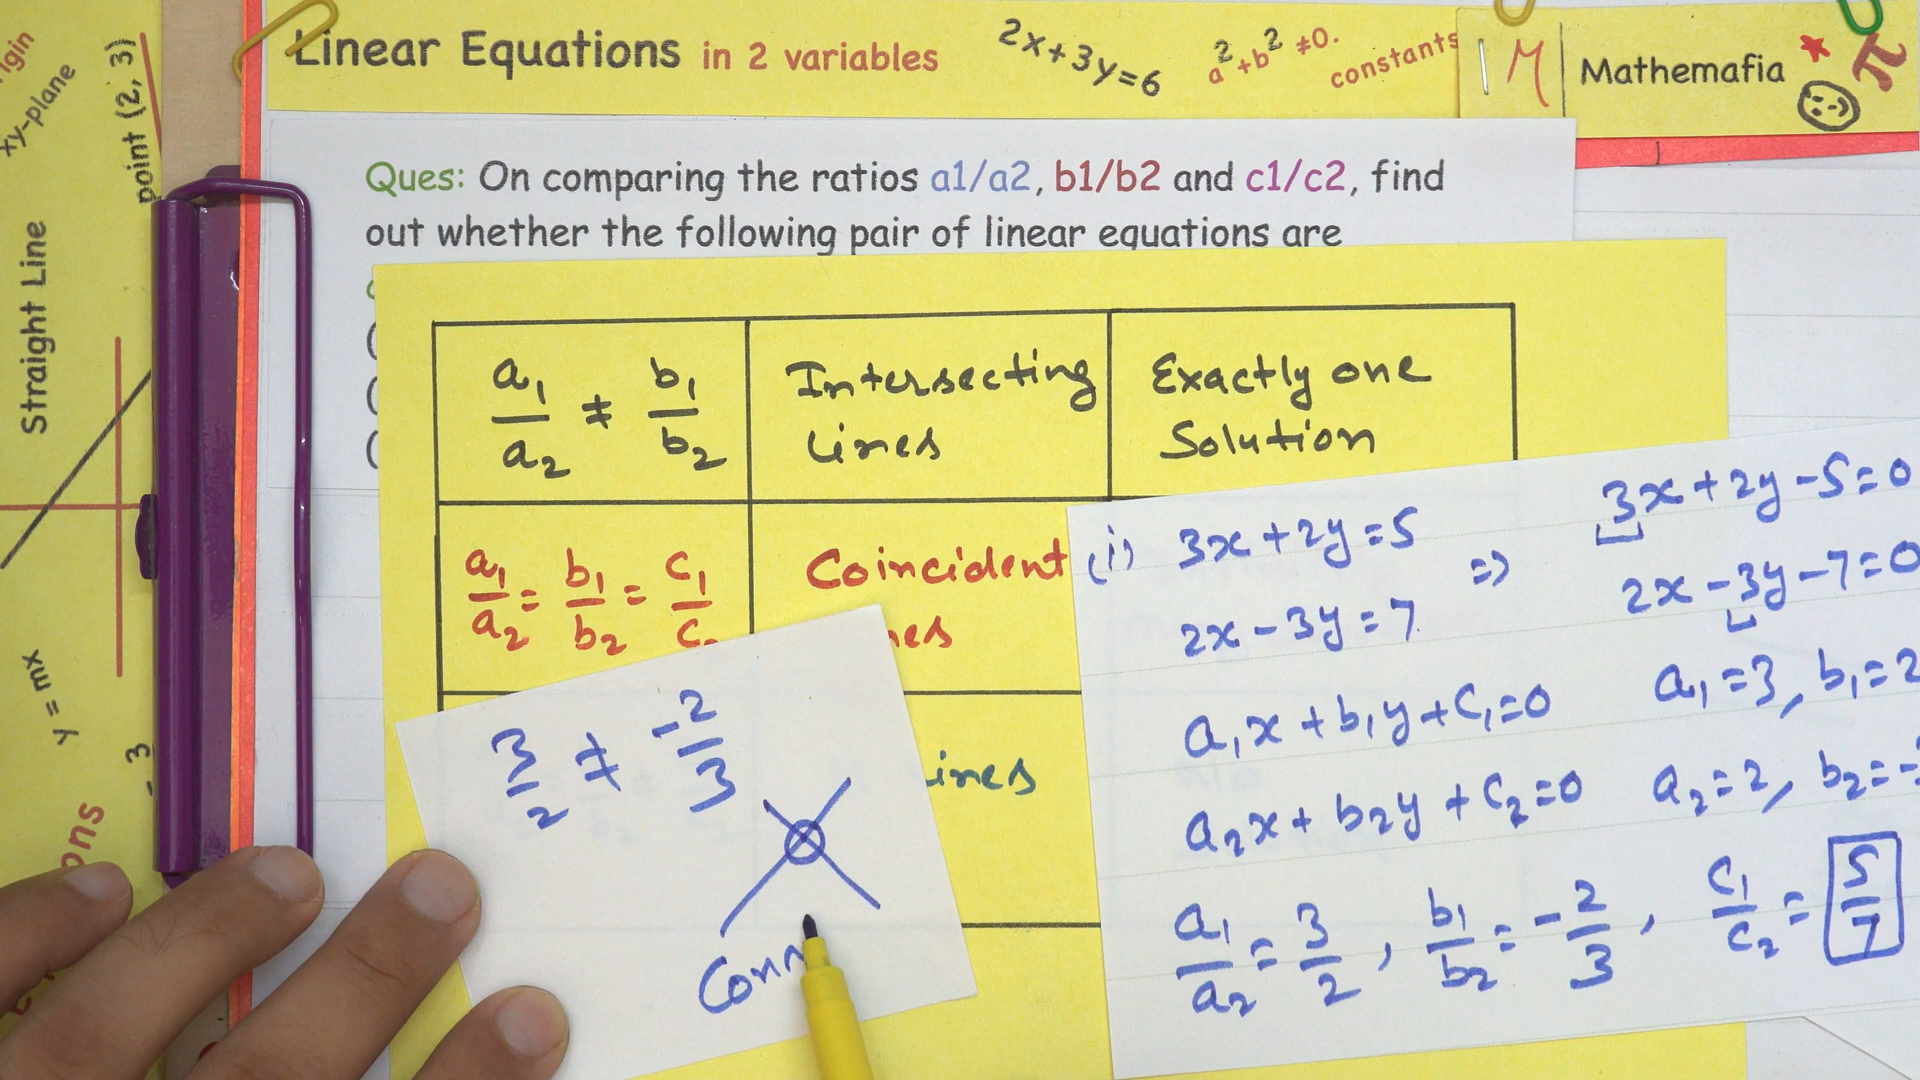 Linear Equations in 2 variables
2x+3y=6
a²+b² ≠0.
constants
M
Mathemafia
π
+y-plane
point (2, 3)
Straight Line
y = mx
Ques: On comparing the ratios a1/a2, b1/b2 and c1/c2, find
out whether the following pair of linear equations are
a₁/a₂ ≠ b₁/b₂
Intersecting
Lines
Exactly one
Solution
a₁/a₂ = b₁/b₂ = c₁/c
Coincident
nes
ines
3/2 ≠ -2/3
Conn
(i) 3x+2y=5 => 3x+2y-5=0
2x-3y=7 2x-3y-7=0
a₁x+b₁y+c₁=0 a₁=3, b₁=2
a₂x+b₂y+c₂=0 a₂=2, b₂=-
a₁/a₂ = 3/2, b₁/b₂ = -2/3, c₁/c₂ = 5/7